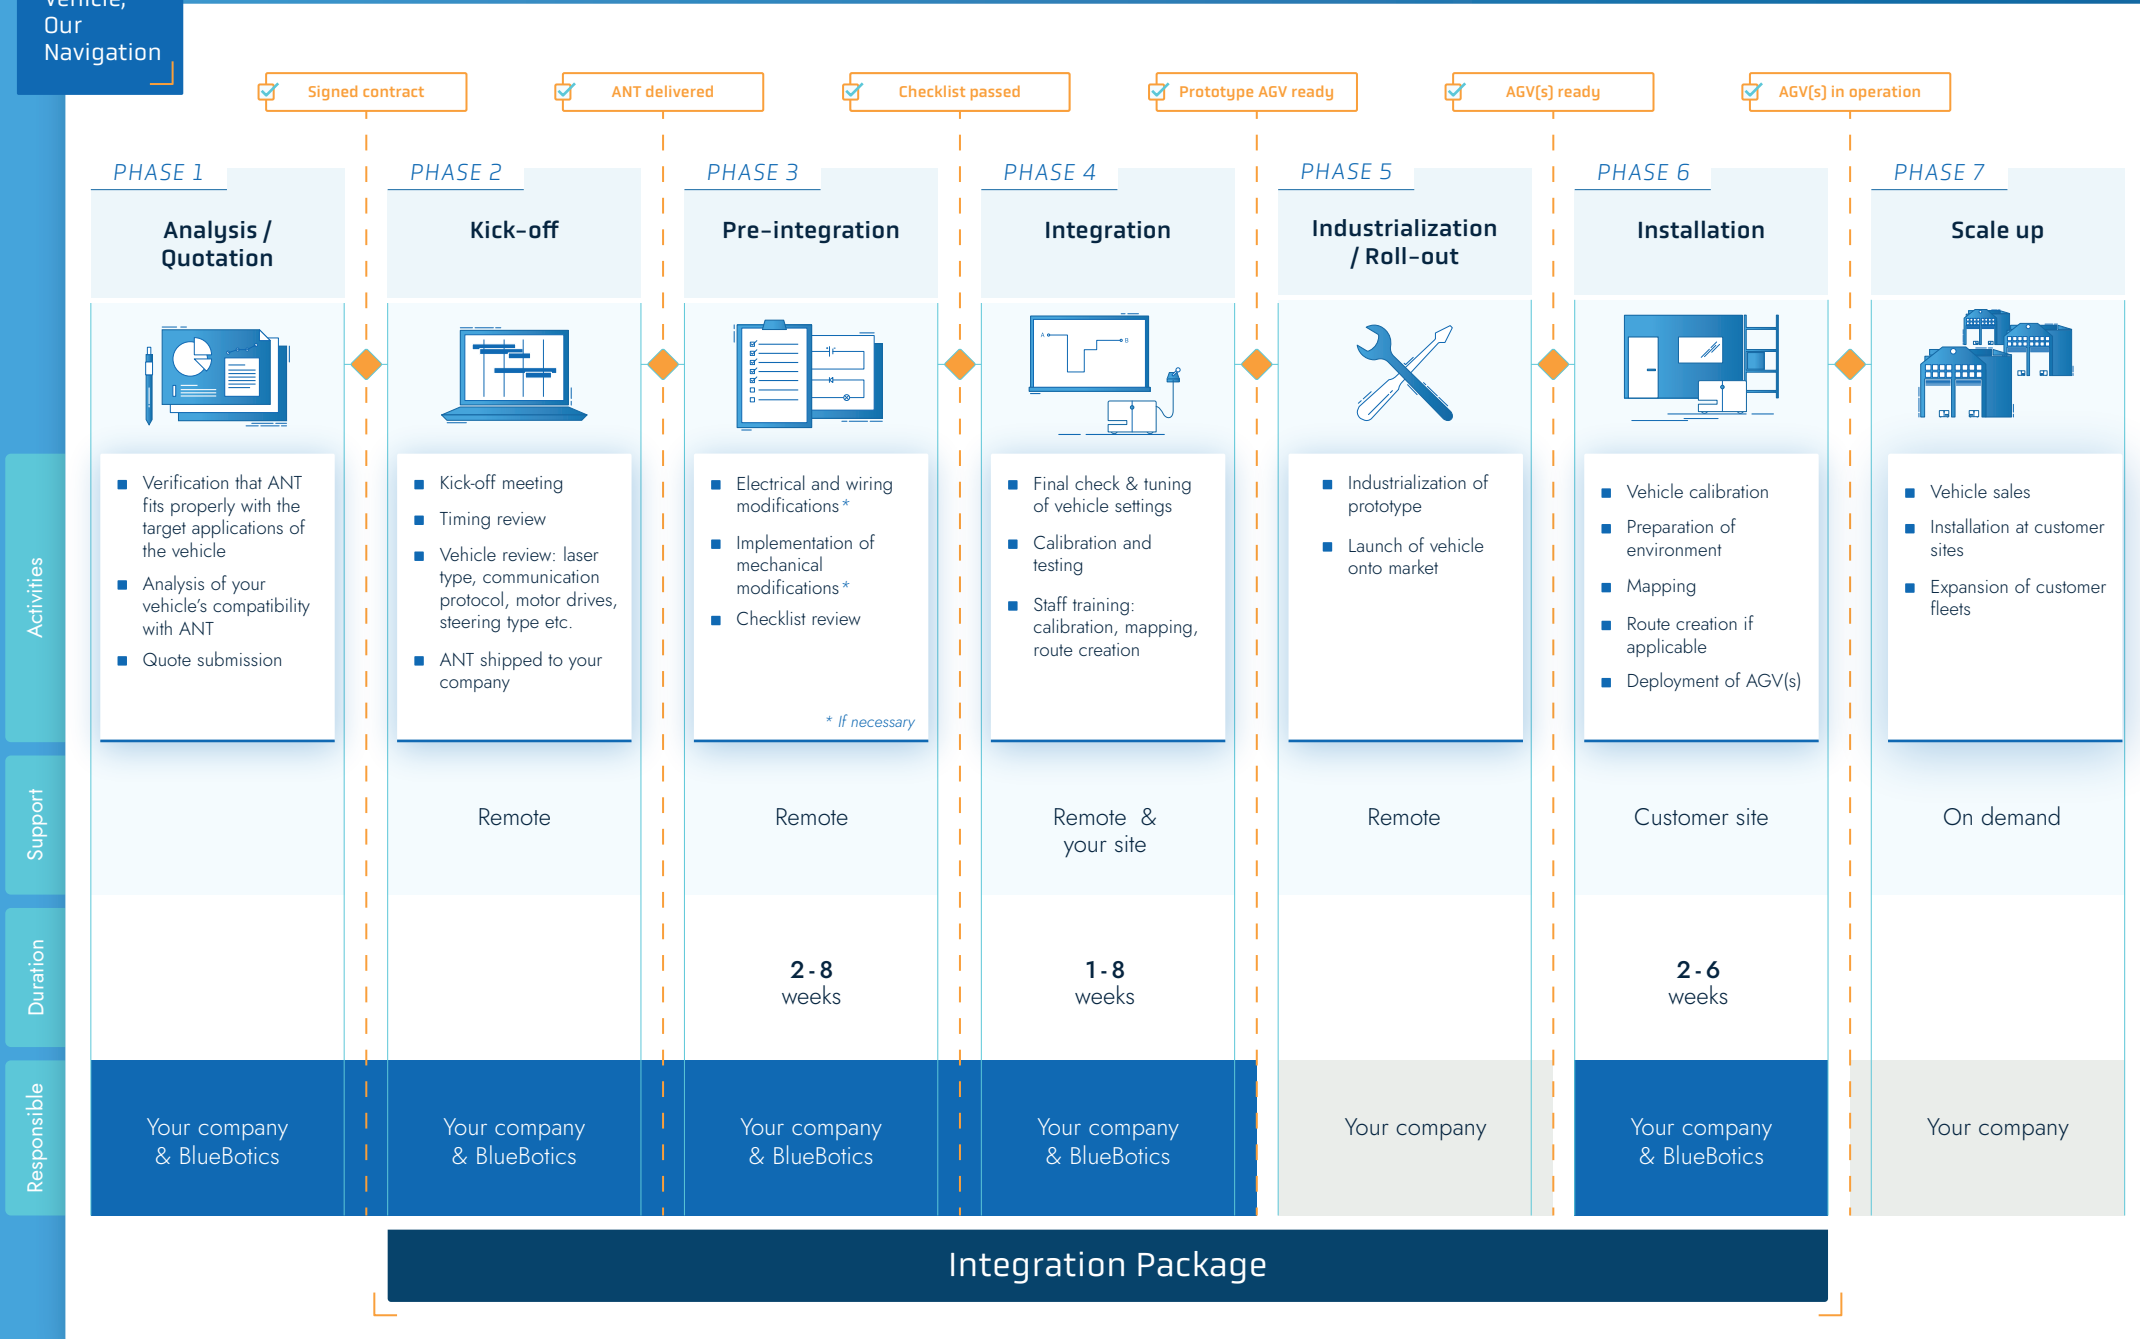 Vehicle,
Our
Navigation
Signed contract
ANT delivered
Checklist passed
Prototype AGV ready
AGV(s) ready
AGV(s) in operation
PHASE 1
Analysis /
Quotation
PHASE 2
Kick-off
PHASE 3
Pre-integration
PHASE 4
Integration
PHASE 5
Industrialization
/ Roll-out
PHASE 6
Installation
PHASE 7
Scale up
A
B
Activities
Verification that ANT
fits properly with the
target applications of
the vehicle
Analysis of your
vehicle's compatibility
with ANT
Quote submission
Kick-off meeting
Timing review
Vehicle review: laser
type, communication
protocol, motor drives,
steering type etc.
ANT shipped to your
company
Electrical and wiring
modifications*
Implementation of
mechanical
modifications*
Checklist review
* If necessary
Final check & tuning
of vehicle settings
Calibration and
testing
Staff training:
calibration, mapping,
route creation
Industrialization of
prototype
Launch of vehicle
onto market
Vehicle calibration
Preparation of
environment
Mapping
Route creation if
applicable
Deployment of AGV(s)
Vehicle sales
Installation at customer
sites
Expansion of customer
fleets
Support
Remote
Remote
Remote &
your site
Remote
Customer site
On demand
Duration
2 - 8
weeks
1 - 8
weeks
2 - 6
weeks
Responsible
Your company
& BlueBotics
Your company
& BlueBotics
Your company
& BlueBotics
Your company
& BlueBotics
Your company
Your company
& BlueBotics
Your company
Integration Package